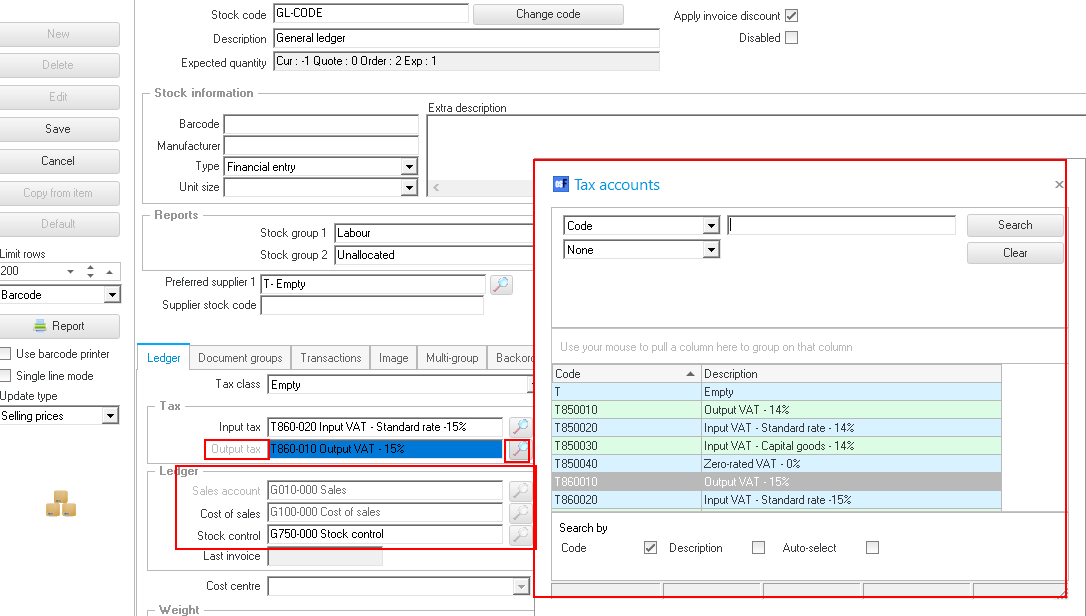 Stock code GL-CODE Change code Apply invoice discount
New
Description General ledger Disabled
Delete
Expected quantity Cur : -1 Quote : 0 Order : 2 Exp : 1
Edit
Stock information
Extra description
Save
Barcode
Manufacturer
Cancel
Type Financial entry
Unit size
Copy from item
Default
Reports
Stock group 1 Labour
Stock group 2 Unallocated
Limit rows
200
Preferred supplier 1 T- Empty
Barcode
Supplier stock code
Report
Use barcode printer
Single line mode
Update type
Selling prices
Ledger Document groups Transactions Image Multi-group Backord
Tax class Empty
Tax
Input tax T860-020 Input VAT - Standard rate -15%
Output tax T860-010 Output VAT - 15%
Ledger
Sales account G010-000 Sales
Cost of sales G100-000 Cost of sales
Stock control G750-000 Stock control
Last invoice
Cost centre
Weight
Tax accounts
Code Search
None Clear
Use your mouse to pull a column here to group on that column
Code Description
T Empty
T850010 Output VAT - 14%
T850020 Input VAT - Standard rate - 14%
T850030 Input VAT - Capital goods - 14%
T850040 Zero-rated VAT - 0%
T860010 Output VAT - 15%
T860020 Input VAT - Standard rate -15%
Search by
Code Description Auto-select